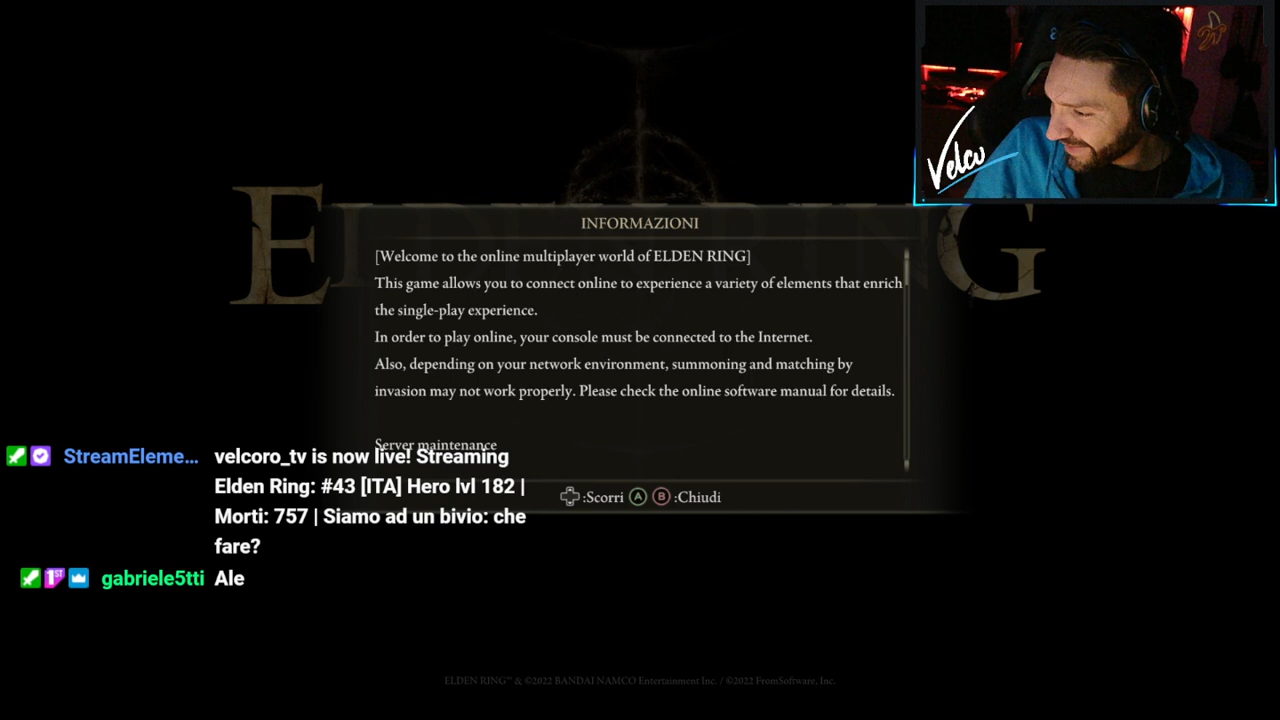 Velco
ELDEN RING
INFORMAZIONI
[Welcome to the online multiplayer world of ELDEN RING]
This game allows you to connect online to experience a variety of elements that enrich
the single-play experience.
In order to play online, your console must be connected to the Internet.
Also, depending on your network environment, summoning and matching by
invasion may not work properly. Please check the online software manual for details.
Server maintenance
StreamEleme... velcoro_tv is now live! Streaming
Elden Ring: #43 [ITA] Hero lvl 182 |
Morti: 757 | Siamo ad un bivio: che
fare?
:Scorri A B :Chiudi
1ST gabriele5tti Ale
ELDEN RING™ & ©2022 BANDAI NAMCO Entertainment Inc. / ©2022 FromSoftware, Inc.